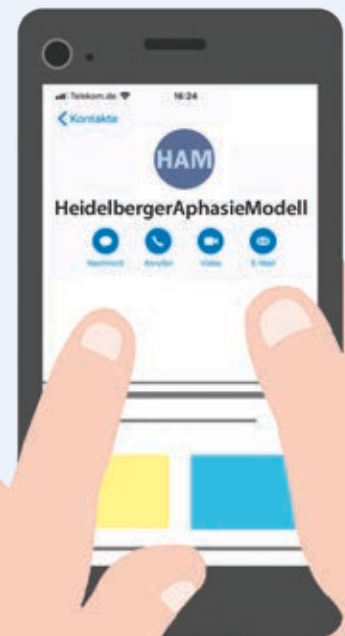 Telekom.de 16:24
Kontakte
HAM
HeidelbergerAphasieModell
Nachricht Anrufen Video E-Mail